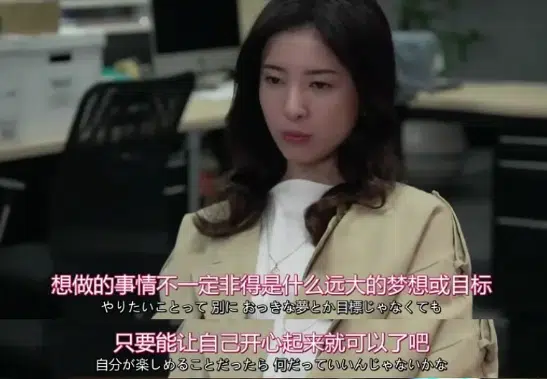 想做的事情不一定非得是什么远大的梦想或目标
やりたいことって 別に おっきな夢とか目標じゃなくても
只要能让自己开心起来就可以了吧
自分が楽しめることだったら 何だっていいんじゃないかな